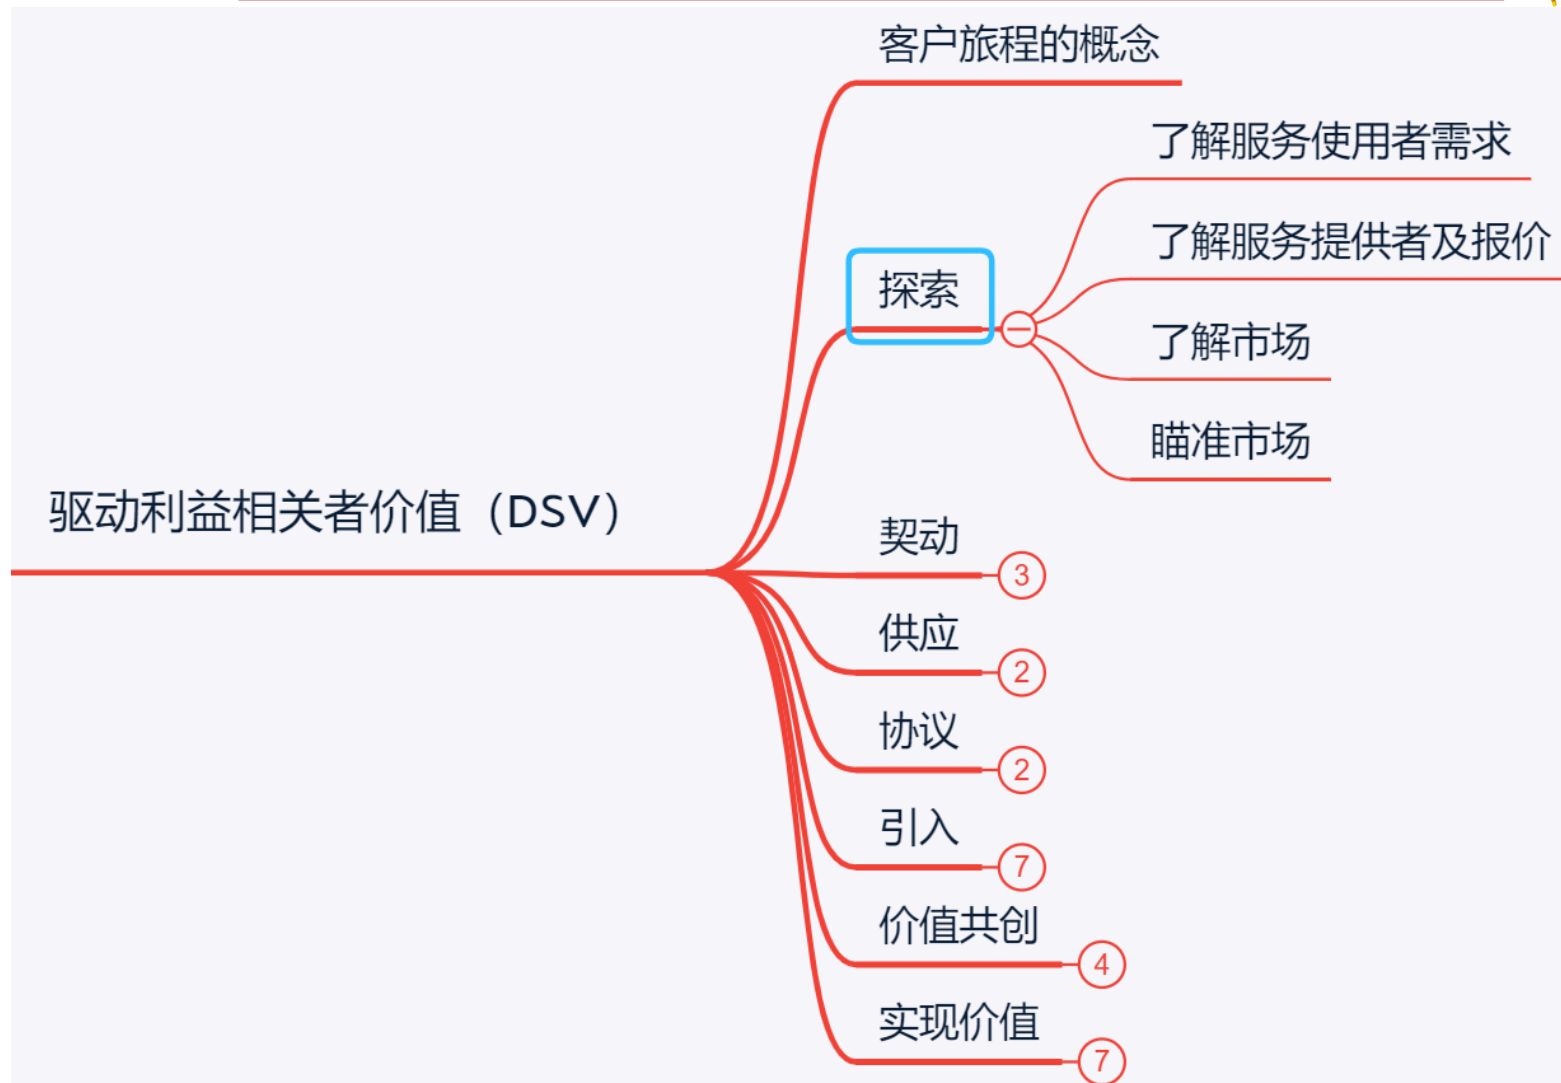 客户旅程的概念
了解服务使用者需求
了解服务提供者及报价
探索
了解市场
瞄准市场
驱动利益相关者价值（DSV）
契动
3
供应
2
协议
2
引入
7
价值共创
4
实现价值
7